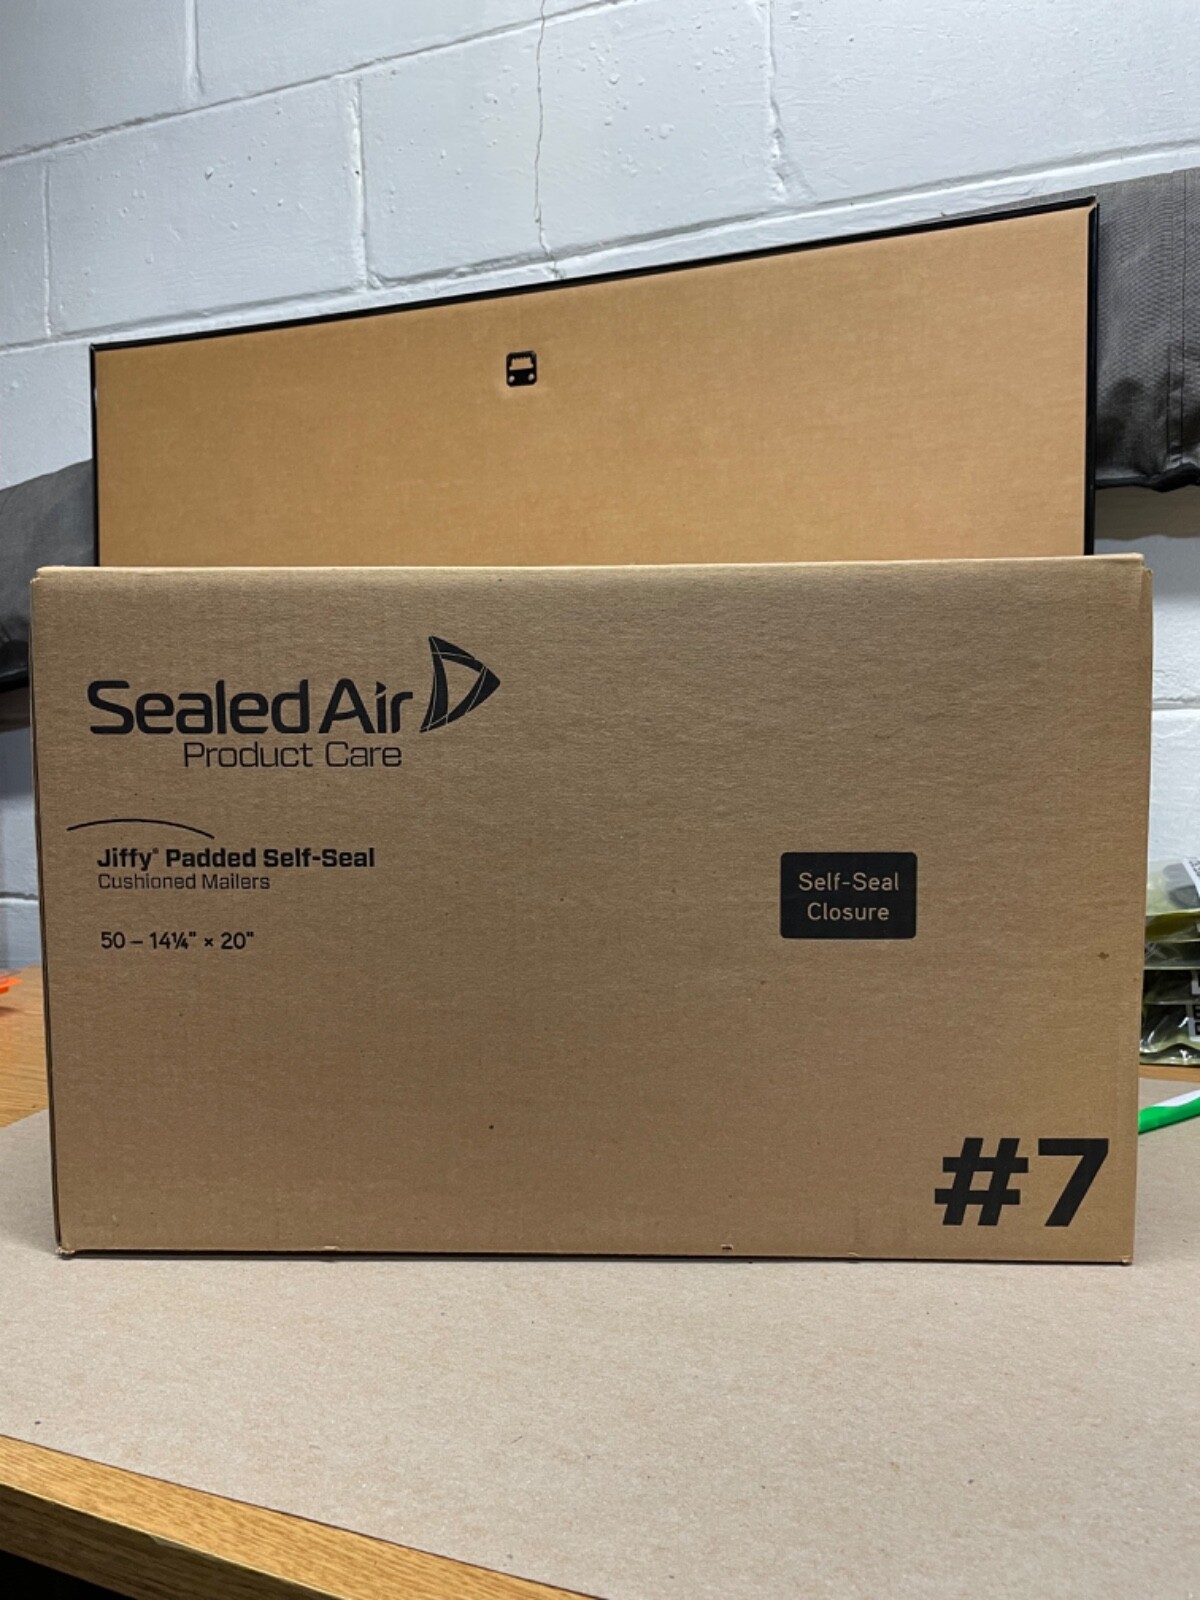 Sealed Air
Product Care
Jiffy® Padded Self-Seal
Cushioned Mailers
50 – 14¼" × 20"
Self-Seal
Closure
#7